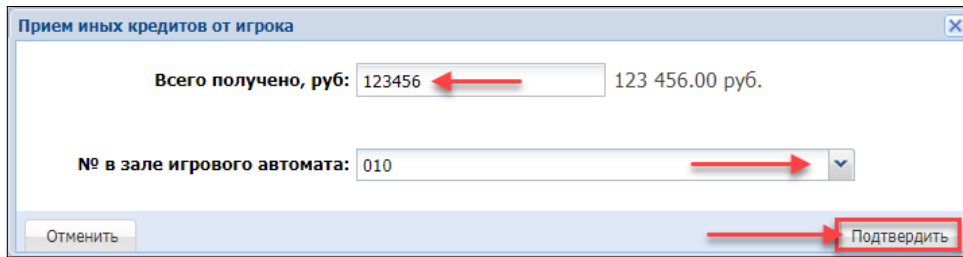 Прием иных кредитов от игрока
Всего получено, руб: 123456 123 456.00 руб.
№ в зале игрового автомата: 010
Отменить Подтвердить